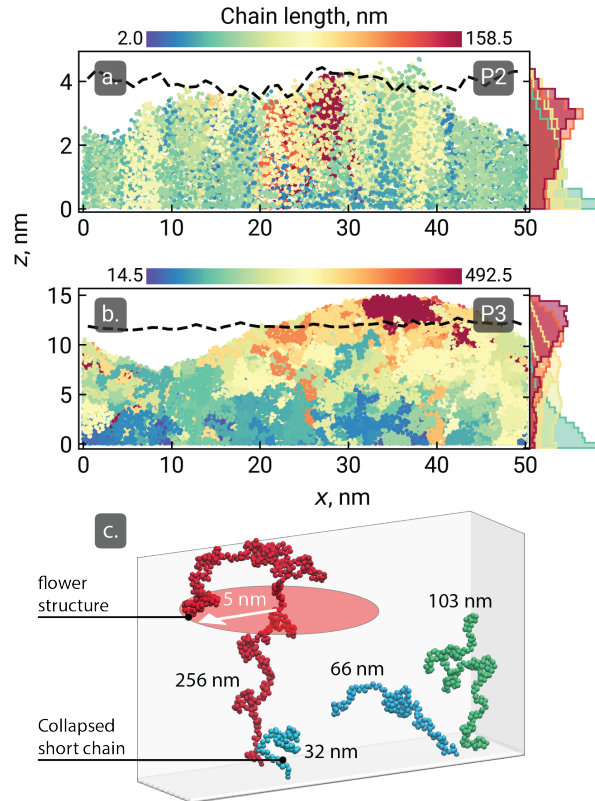 Chain length, nm
2.0 158.5
a. P2
4
2
0
0 10 20 30 40 50
z, nm
14.5 492.5
b. P3
15
10
5
0
0 10 20 30 40 50
x, nm
c.
flower
structure
5 nm
103 nm
256 nm
66 nm
Collapsed
short chain
32 nm